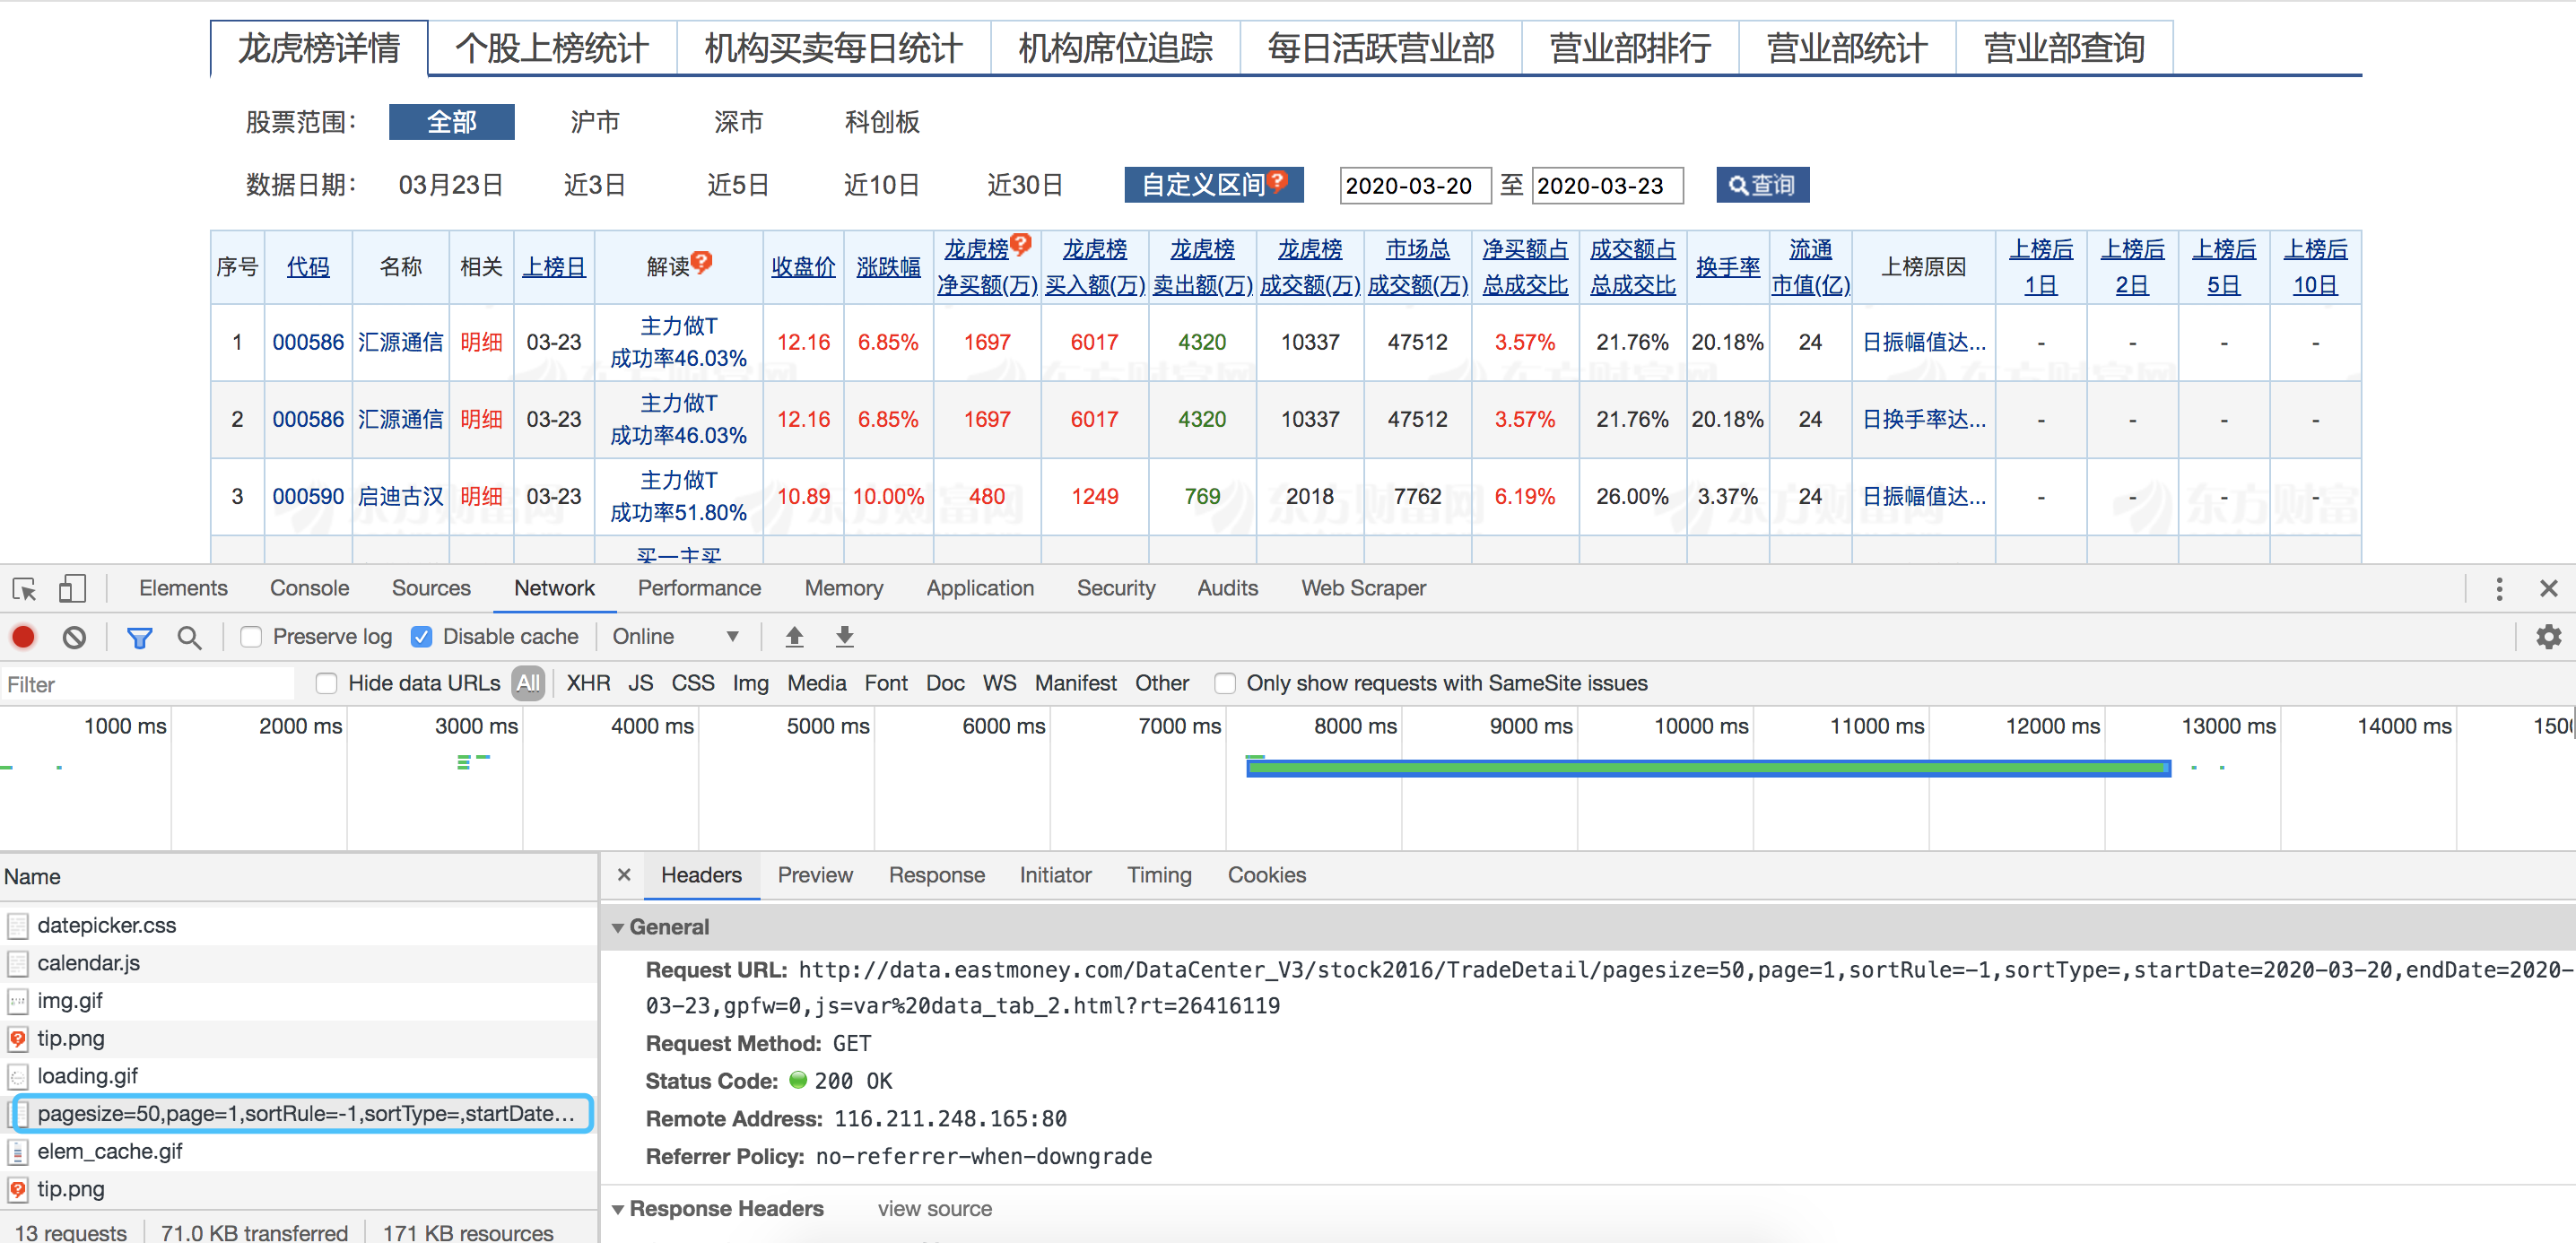 龙虎榜详情 个股上榜统计 机构买卖每日统计 机构席位追踪 每日活跃营业部 营业部排行 营业部统计 营业部查询
股票范围： 全部 沪市 深市 科创板
数据日期： 03月23日 近3日 近5日 近10日 近30日 自定义区间? 2020-03-20 至 2020-03-23 查询
序号 代码 名称 相关 上榜日 解读? 收盘价 涨跌幅 龙虎榜? 净买额(万) 龙虎榜 买入额(万) 龙虎榜 卖出额(万) 龙虎榜 成交额(万) 市场总 成交额(万) 净买额占 总成交比 成交额占 总成交比 换手率 流通 市值(亿) 上榜原因 上榜后 1日 上榜后 2日 上榜后 5日 上榜后 10日
1 000586 汇源通信 明细 03-23 主力做T 成功率46.03% 12.16 6.85% 1697 6017 4320 10337 47512 3.57% 21.76% 20.18% 24 日振幅值达... - - - -
2 000586 汇源通信 明细 03-23 主力做T 成功率46.03% 12.16 6.85% 1697 6017 4320 10337 47512 3.57% 21.76% 20.18% 24 日换手率达... - - - -
3 000590 启迪古汉 明细 03-23 主力做T 成功率51.80% 10.89 10.00% 480 1249 769 2018 7762 6.19% 26.00% 3.37% 24 日振幅值达... - - - -
买一主买
东方财富网
Elements Console Sources Network Performance Memory Application Security Audits Web Scraper
Preserve log Disable cache Online
Filter Hide data URLs All XHR JS CSS Img Media Font Doc WS Manifest Other Only show requests with SameSite issues
1000 ms 2000 ms 3000 ms 4000 ms 5000 ms 6000 ms 7000 ms 8000 ms 9000 ms 10000 ms 11000 ms 12000 ms 13000 ms 14000 ms
Name
datepicker.css
calendar.js
img.gif
tip.png
loading.gif
pagesize=50,page=1,sortRule=-1,sortType=,startDate...
elem_cache.gif
tip.png
13 requests 71.0 KB transferred 171 KB resources
Headers Preview Response Initiator Timing Cookies
General
Request URL: http://data.eastmoney.com/DataCenter_V3/stock2016/TradeDetail/pagesize=50,page=1,sortRule=-1,sortType=,startDate=2020-03-20,endDate=2020-
03-23,gpfw=0,js=var%20data_tab_2.html?rt=26416119
Request Method: GET
Status Code: 200 OK
Remote Address: 116.211.248.165:80
Referrer Policy: no-referrer-when-downgrade
Response Headers view source